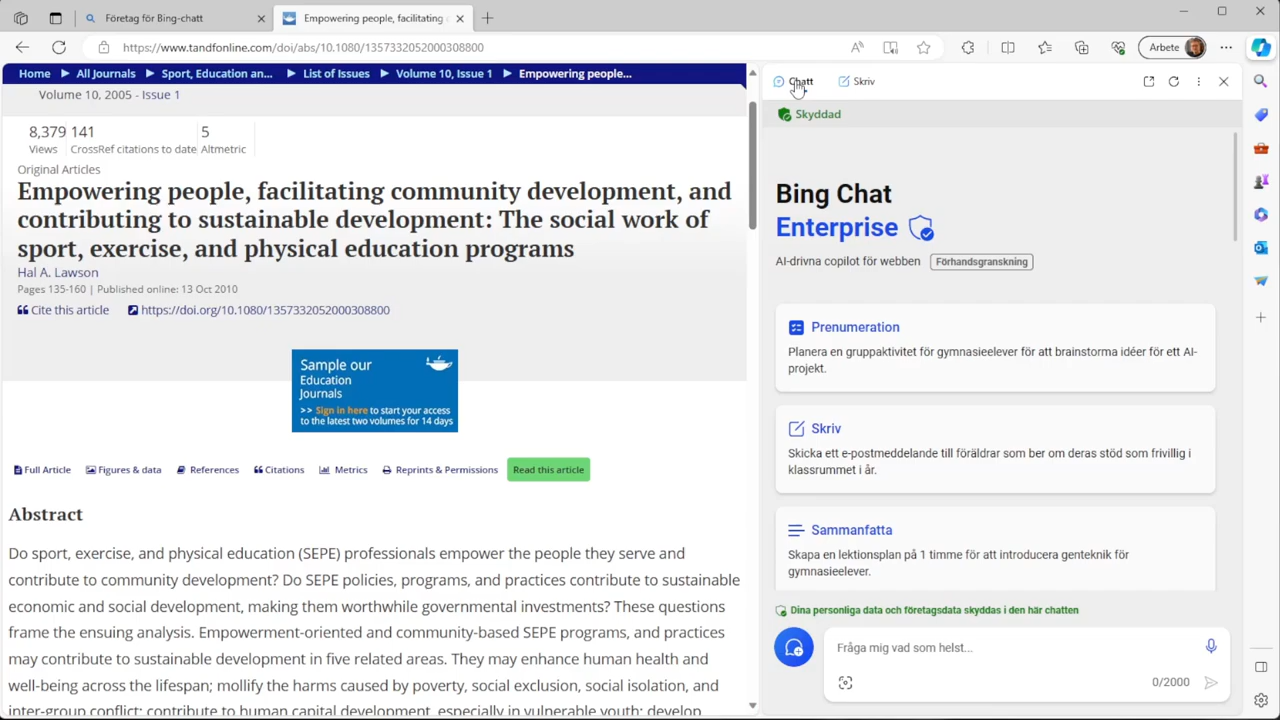 Företag för Bing-chatt
Empowering people, facilitating
https://www.tandfonline.com/doi/abs/10.1080/1357332052000308800
Arbete
Home ▶ All Journals ▶ Sport, Education an... ▶ List of Issues ▶ Volume 10, Issue 1 ▶ Empowering people...
Volume 10, 2005 - Issue 1
8,379 141 5
Views CrossRef citations to date Altmetric
Original Articles
Empowering people, facilitating community development, and
contributing to sustainable development: The social work of
sport, exercise, and physical education programs
Hal A. Lawson
Pages 135-160 | Published online: 13 Oct 2010
Cite this article https://doi.org/10.1080/1357332052000308800
Sample our
Education
Journals
>> Sign in here to start your access
to the latest two volumes for 14 days
Full Article Figures & data References Citations Metrics Reprints & Permissions Read this article
Abstract
Do sport, exercise, and physical education (SEPE) professionals empower the people they serve and
contribute to community development? Do SEPE policies, programs, and practices contribute to sustainable
economic and social development, making them worthwhile governmental investments? These questions
frame the ensuing analysis. Empowerment-oriented and community-based SEPE programs, and practices
may contribute to sustainable development in five related areas. They may enhance human health and
well-being across the lifespan; mollify the harms caused by poverty, social exclusion, social isolation, and
inter-group conflict; contribute to human capital development, especially in vulnerable youth; develop
Chatt Skriv
Skyddad
Bing Chat
Enterprise
AI-drivna copilot för webben Förhandsgranskning
Prenumeration
Planera en gruppaktivitet för gymnasieelever för att brainstorma idéer för ett AI-
projekt.
Skriv
Skicka ett e-postmeddelande till föräldrar som ber om deras stöd som frivillig i
klassrummet i år.
Sammanfatta
Skapa en lektionsplan på 1 timme för att introducera genteknik för
gymnasieelever.
Dina personliga data och företagsdata skyddas i den här chatten
Fråga mig vad som helst...
0/2000